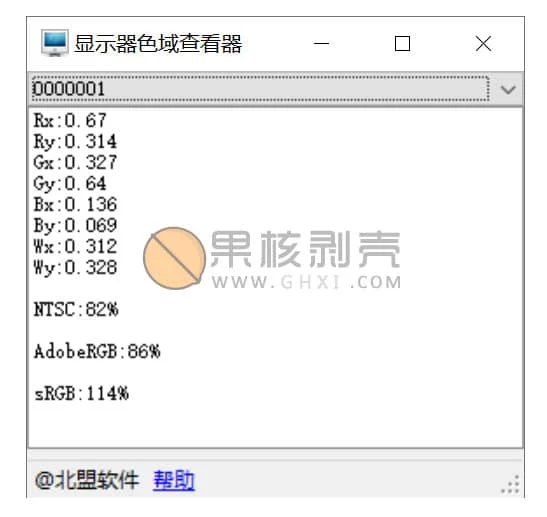 显示器色域查看器
0000001
Rx:0.67
Ry:0.314
Gx:0.327
Gy:0.64
Bx:0.136
By:0.069
Wx:0.312
Wy:0.328
果核剥壳
WWW.GHXI.COM
NTSC:82%
AdobeRGB:86%
sRGB:114%
@北盟软件 帮助